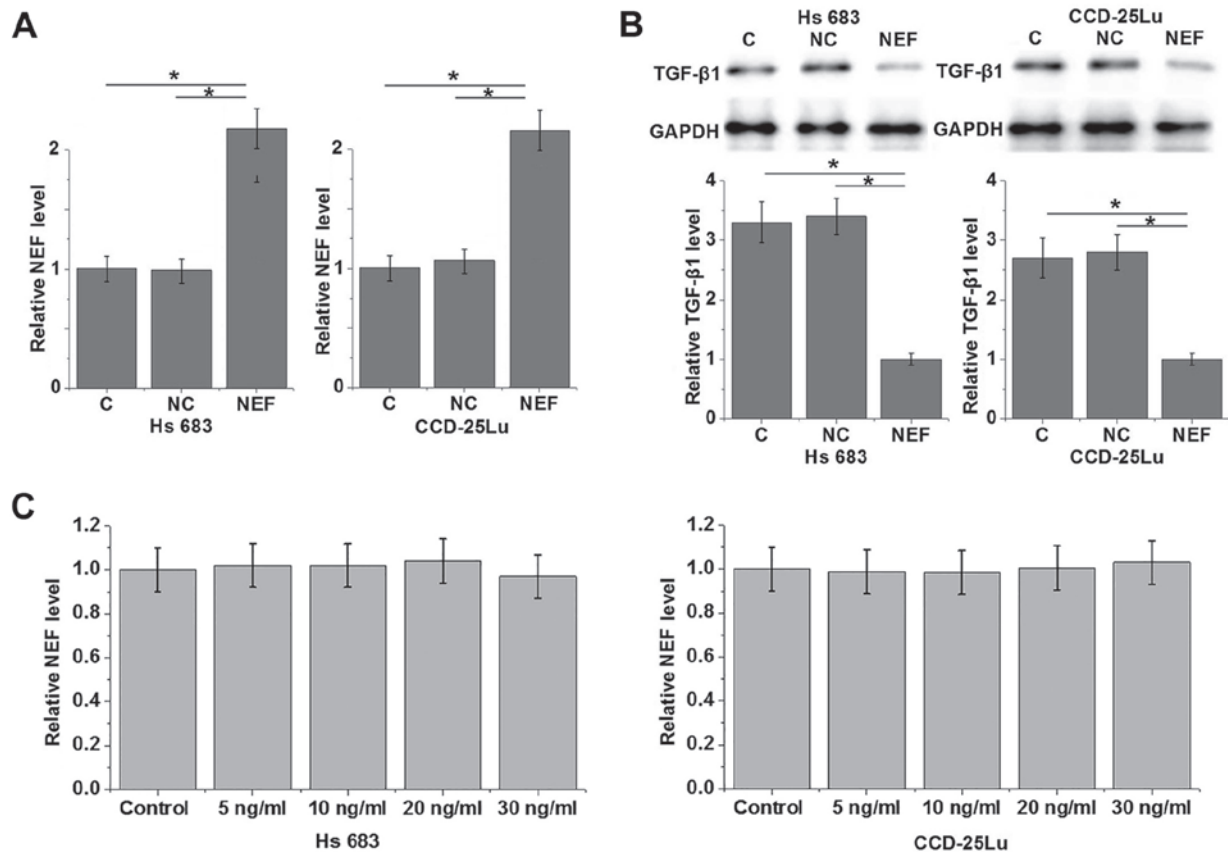 A
Relative NEF level
2
1
2
*
*
C NC NEF
Hs 683
Relative NEF level
2
1
2
*
*
C NC NEF
CCD-25Lu
B
Hs 683
C NC NEF
TGF-β1
GAPDH
CCD-25Lu
C NC NEF
TGF-β1
GAPDH
Relative TGF-β1 level
4
3
2
1
0
*
*
C NC NEF
Hs 683
Relative TGF-β1 level
4
3
2
1
0
*
*
C NC NEF
CCD-25Lu
C
Relative NEF level
1.2
1.0
0.8
0.6
0.4
0.2
0.0
Control 5 ng/ml 10 ng/ml 20 ng/ml 30 ng/ml
Hs 683
Relative NEF level
1.2
1.0
0.8
0.6
0.4
0.2
0.0
Control 5 ng/ml 10 ng/ml 20 ng/ml 30 ng/ml
CCD-25Lu